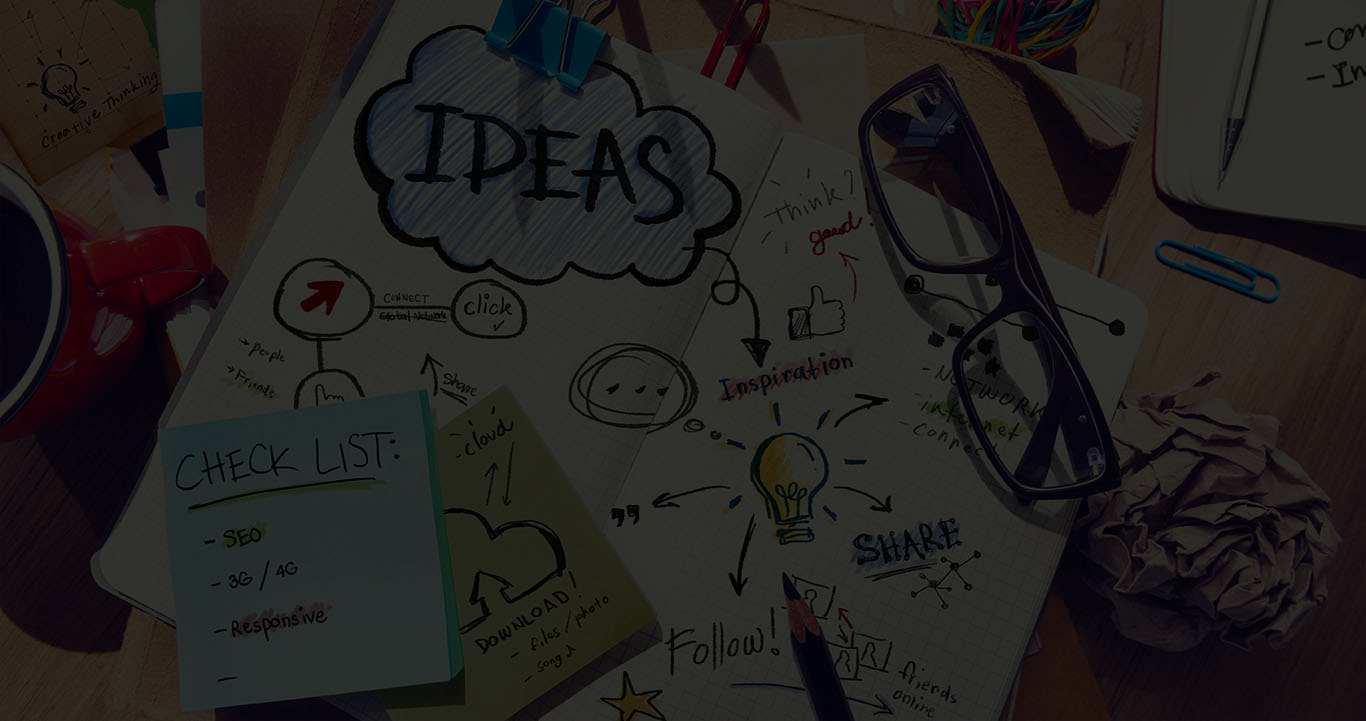 Creative Thinking
IDEAS
- Con
- In
Think?
good!
CONNECT
Global Network
click
→ People
→ Friends
Share
Inspiration
- NETWORK
- internet
- connec
CHECK LIST:
- SEO
- 3G / 4G
- Responsive
-
- cloud
DOWNLOAD!
- files / photo
- song
"
SHARE
Follow!
friends
online